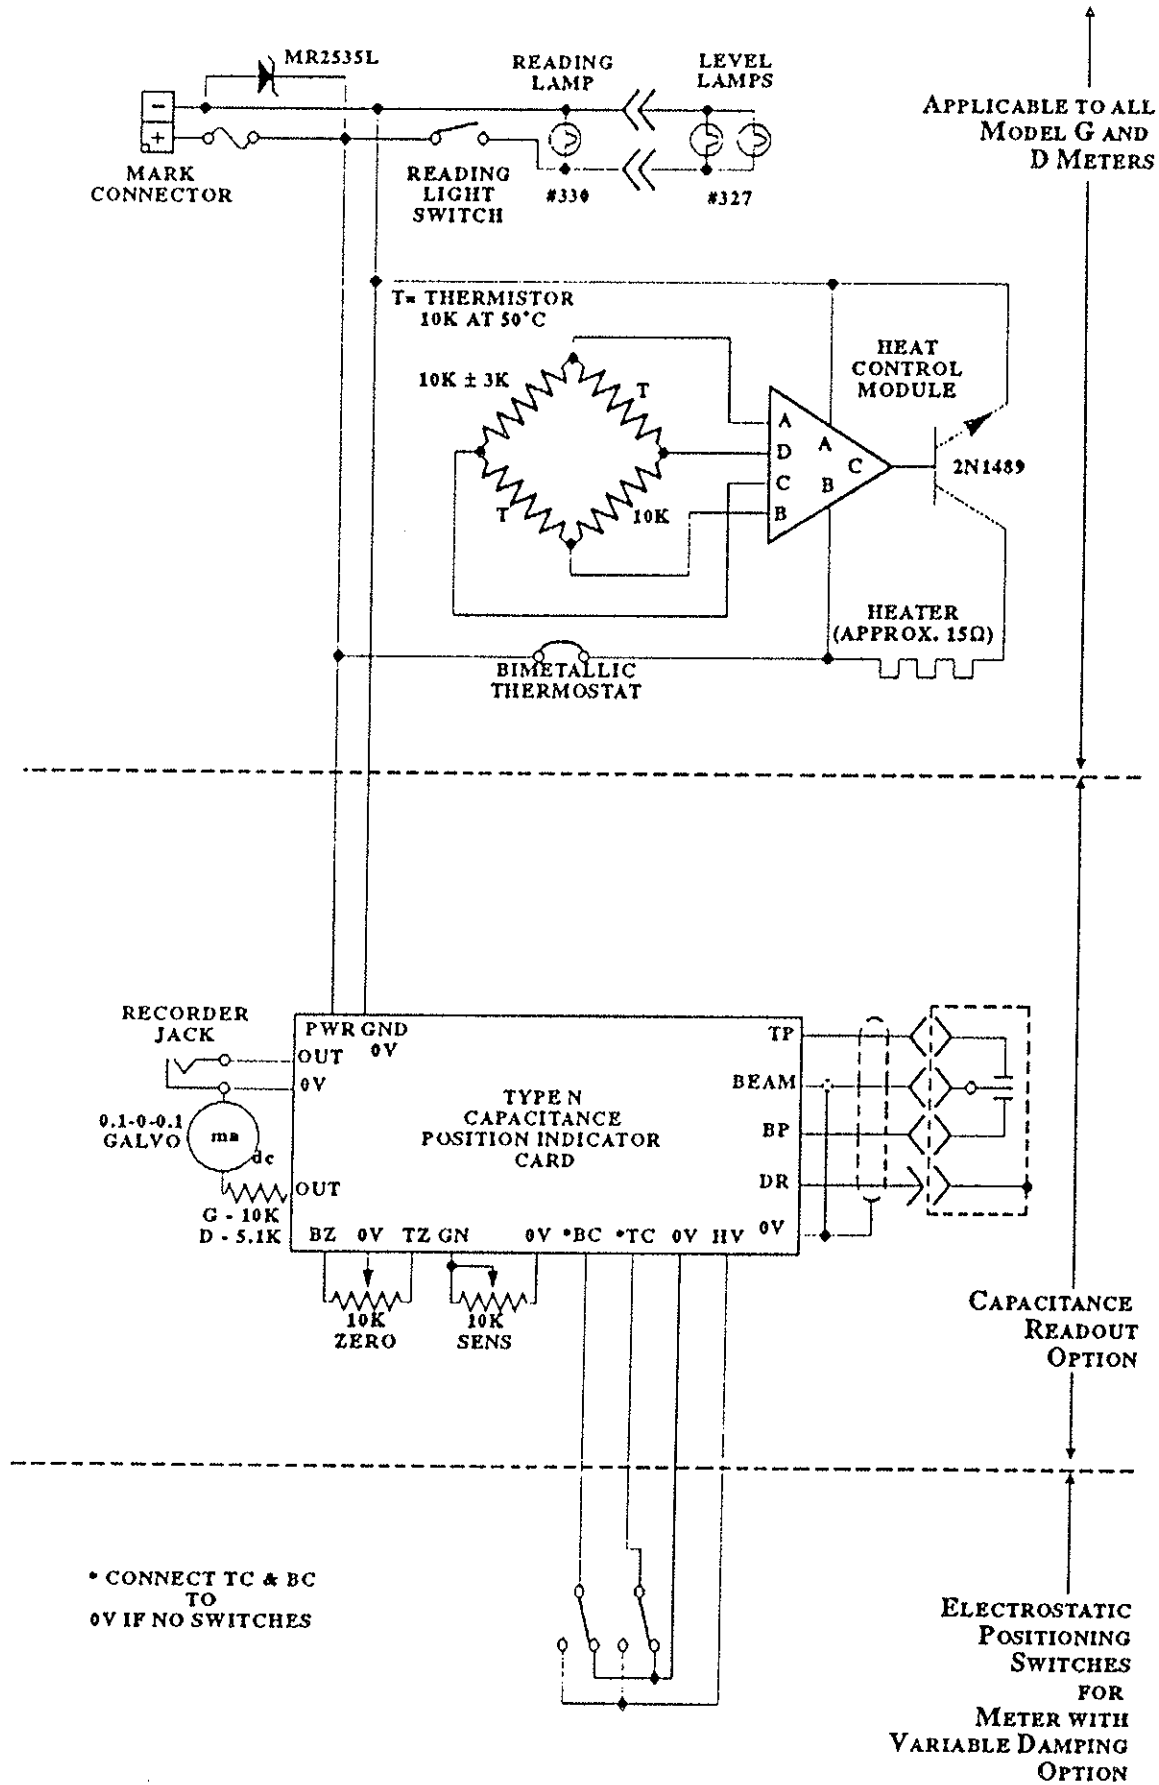 MR2535L
READING
LAMP
LEVEL
LAMPS
APPLICABLE TO ALL
MODEL G AND
D METERS
−
+
MARK
CONNECTOR
READING
LIGHT
SWITCH
#330
#327
T= THERMISTOR
10K AT 50°C
10K ± 3K
T
T
10K
HEAT
CONTROL
MODULE
A
D
C
B
A
C
B
2N1489
HEATER
(APPROX. 15Ω)
BIMETALLIC
THERMOSTAT
RECORDER
JACK
PWR GND
0V
OUT
0V
0.1-0-0.1
GALVO
ma
dc
OUT
G - 10K
D - 5.1K
TYPE N
CAPACITANCE
POSITION INDICATOR
CARD
TP
BEAM
BP
DR
0V
BZ 0V TZ GN 0V *BC *TC 0V HV
10K
ZERO
10K
SENS
CAPACITANCE
READOUT
OPTION
* CONNECT TC & BC
TO
0V IF NO SWITCHES
ELECTROSTATIC
POSITIONING
SWITCHES
FOR
METER WITH
VARIABLE DAMPING
OPTION